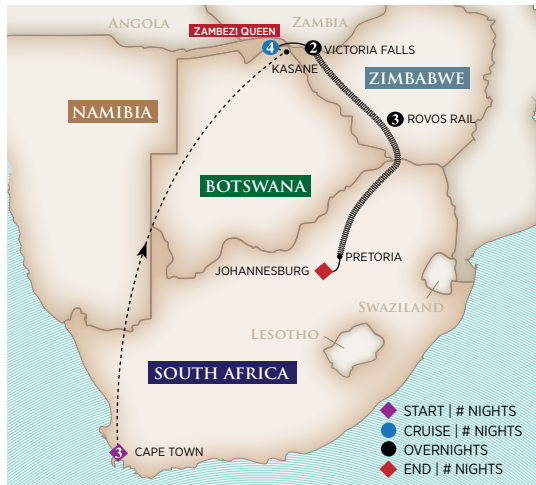 ANGOLA
ZAMBIA
ZAMBEZI QUEEN
4
2 VICTORIA FALLS
KASANE
ZIMBABWE
NAMIBIA
3 ROVOS RAIL
BOTSWANA
PRETORIA
JOHANNESBURG
SWAZILAND
LESOTHO
SOUTH AFRICA
START | # NIGHTS
CRUISE | # NIGHTS
OVERNIGHTS
END | # NIGHTS
3 CAPE TOWN